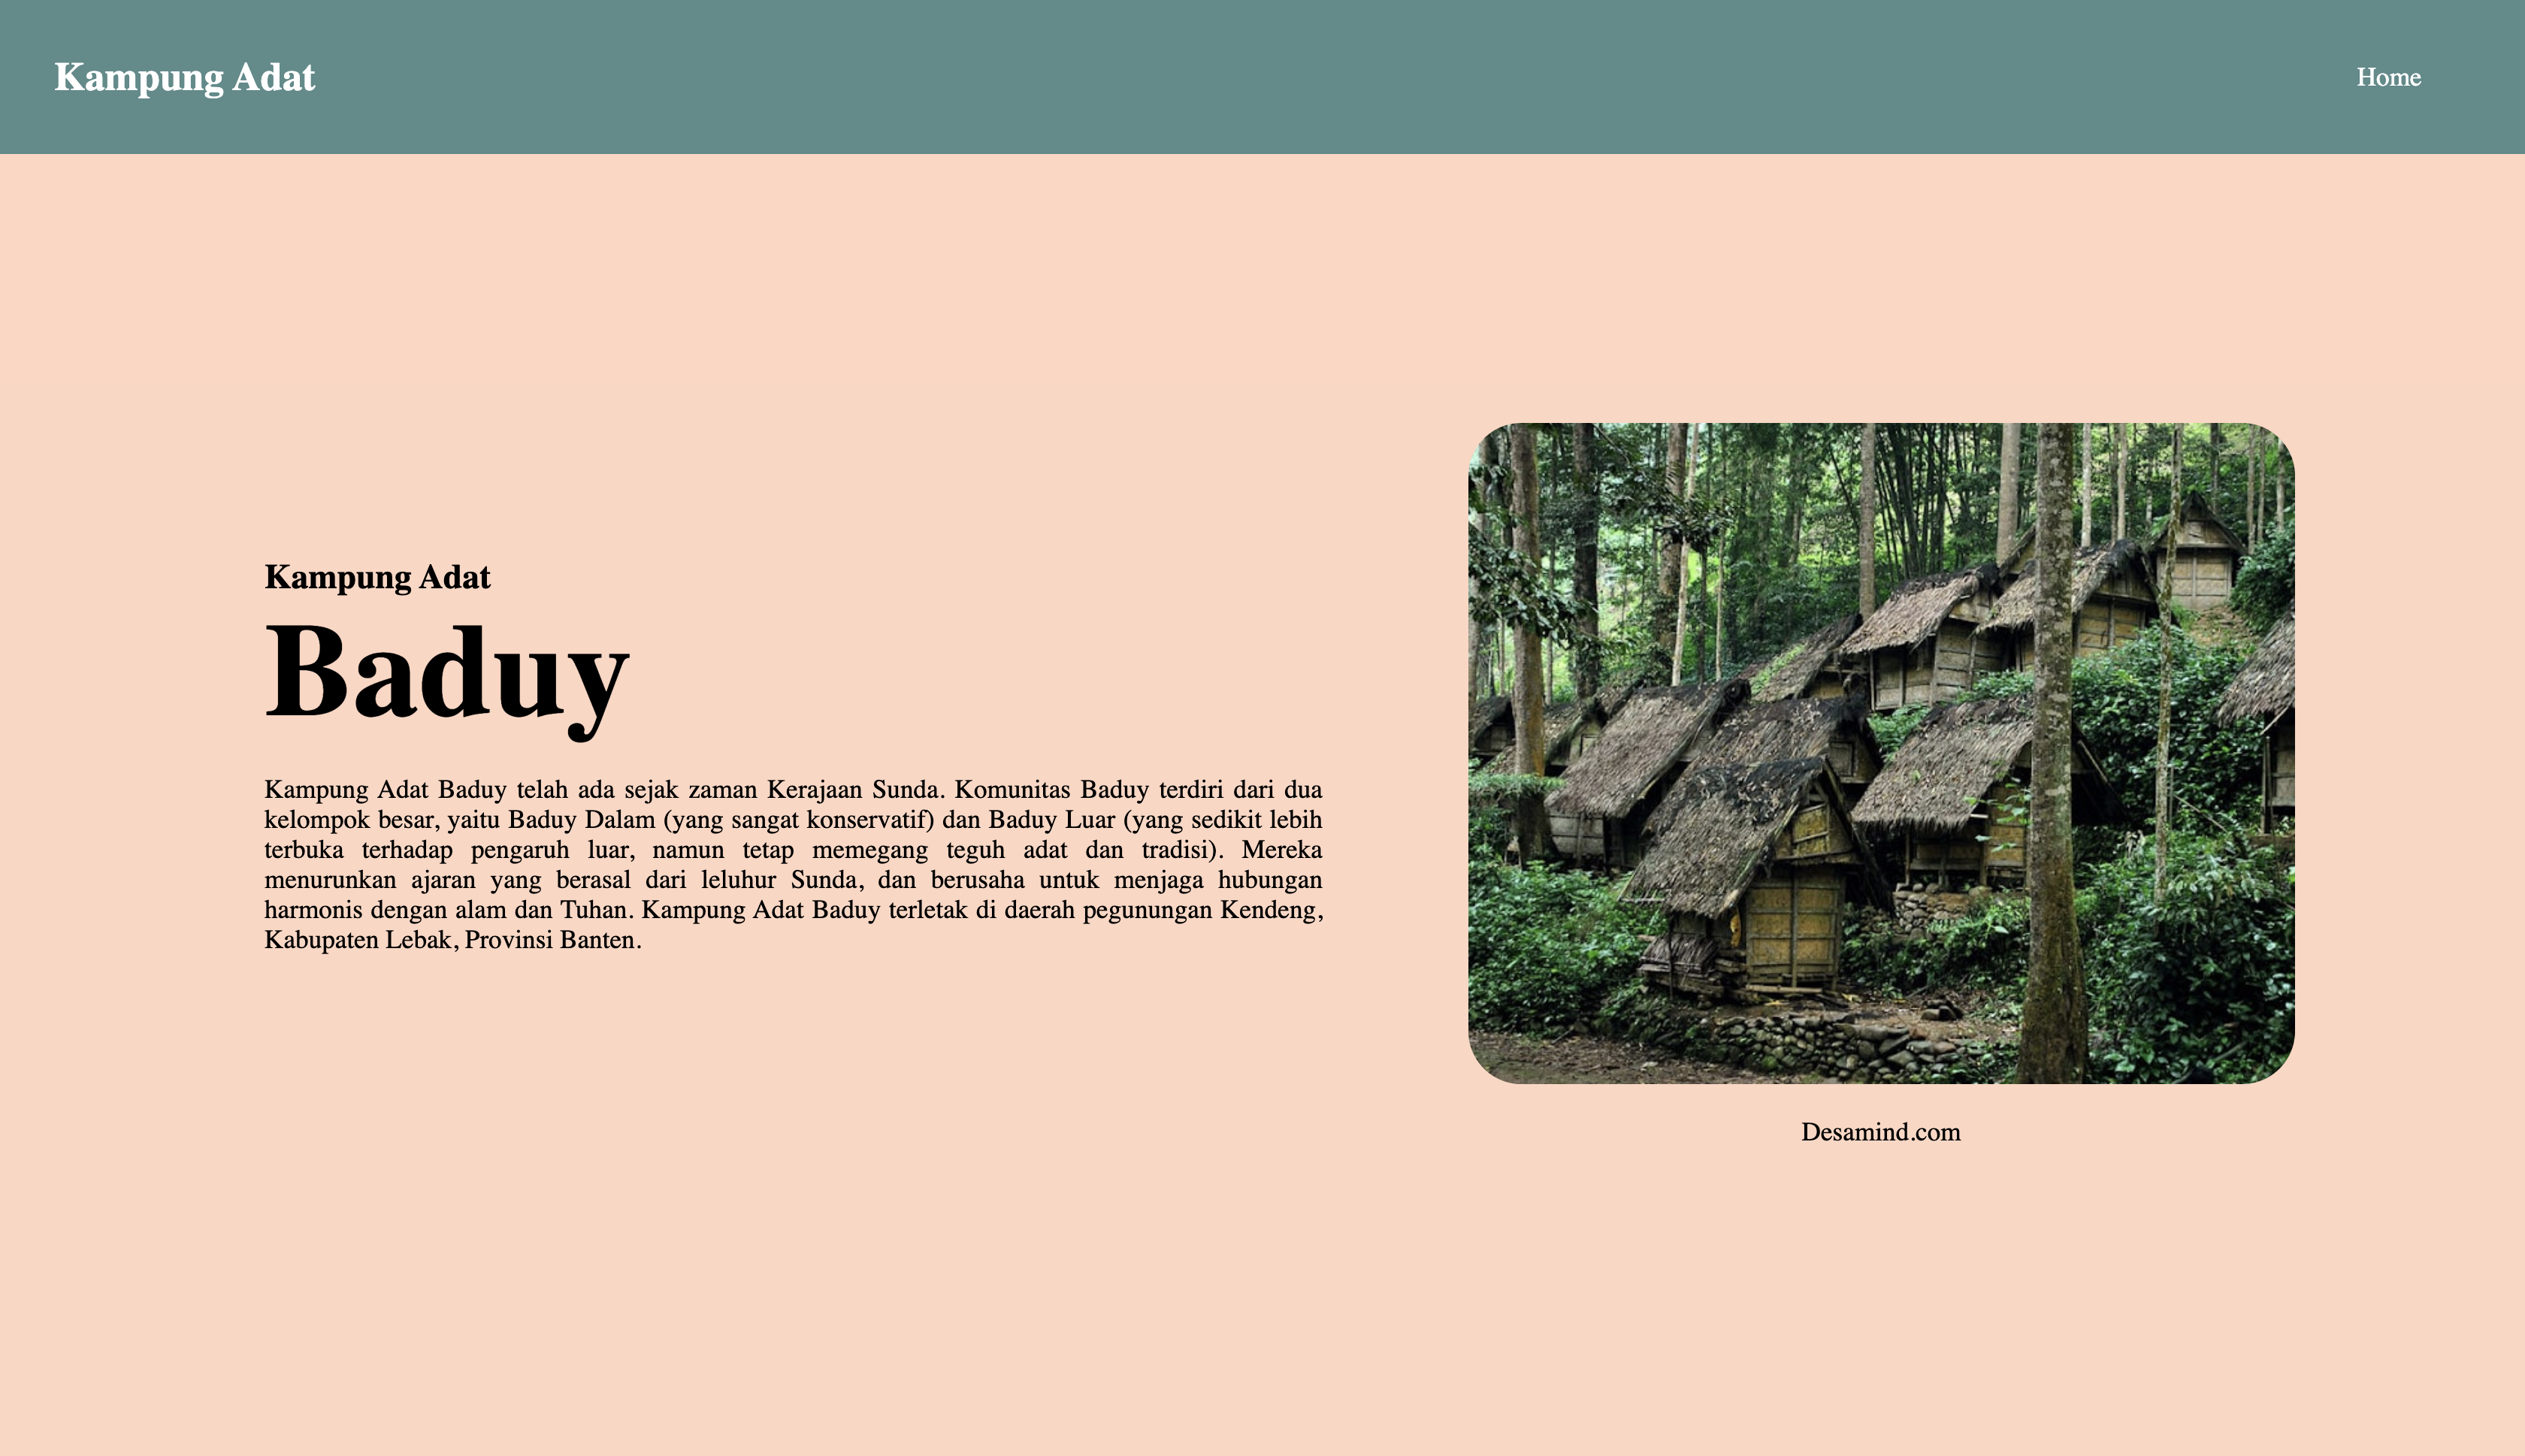 Kampung Adat
Home
Kampung Adat
Baduy
Kampung Adat Baduy telah ada sejak zaman Kerajaan Sunda. Komunitas Baduy terdiri dari dua
kelompok besar, yaitu Baduy Dalam (yang sangat konservatif) dan Baduy Luar (yang sedikit lebih
terbuka terhadap pengaruh luar, namun tetap memegang teguh adat dan tradisi). Mereka
menurunkan ajaran yang berasal dari leluhur Sunda, dan berusaha untuk menjaga hubungan
harmonis dengan alam dan Tuhan. Kampung Adat Baduy terletak di daerah pegunungan Kendeng,
Kabupaten Lebak, Provinsi Banten.
Desamind.com